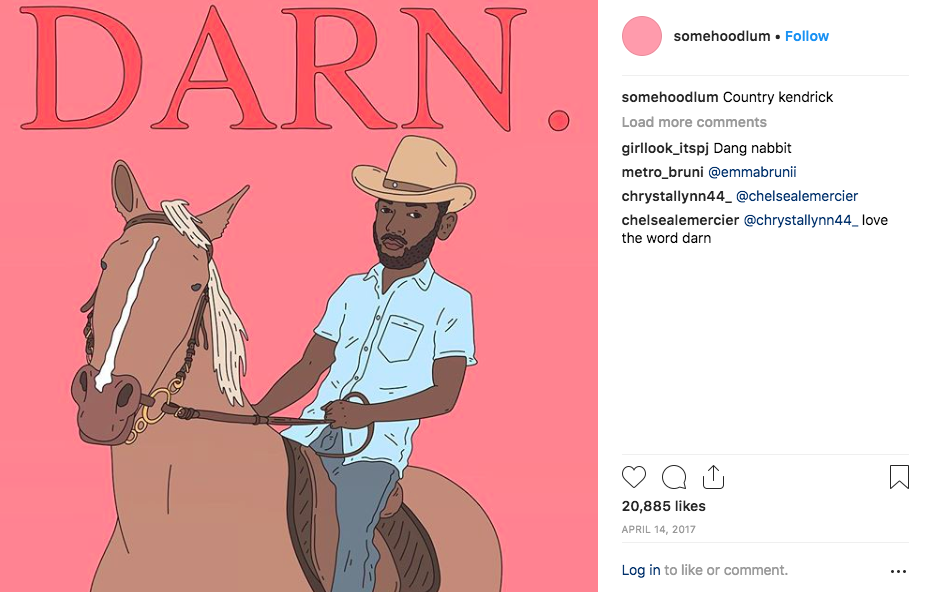 DARN.
somehoodlum • Follow
somehoodlum Country kendrick
Load more comments
girllook_itspj Dang nabbit
metro_bruni @emmabrunii
chrystallynn44_ @chelsealemercier
chelsealemercier @chrystallynn44_ love
the word darn
20,885 likes
APRIL 14, 2017
Log in to like or comment.